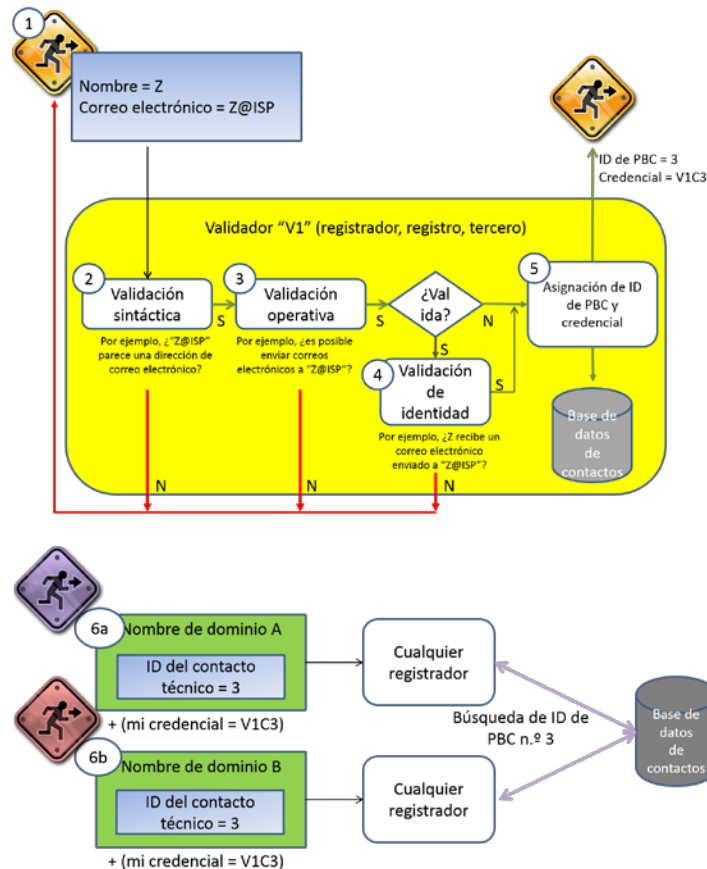 1
Nombre = Z
Correo electrónico = Z@ISP
ID de PBC = 3
Credencial = V1C3
Validador “V1” (registrador, registro, tercero)
2
Validación
sintáctica
S
Por ejemplo, ¿“Z@ISP”
parece una dirección de
correo electrónico?
N
3
Validación
operativa
S
Por ejemplo, ¿es posible
enviar correos
electrónicos a “Z@ISP”?
N
¿Val
ida?
N
S
4
Validación
de
identidad
S
Por ejemplo, ¿Z recibe un
correo electrónico
enviado a “Z@ISP”?
N
5
Asignación de ID
de PBC y
credencial
Base de
datos
de
contactos
6a
Nombre de dominio A
ID del contacto
técnico = 3
+ (mi credencial = V1C3)
Cualquier
registrador
6b
Nombre de dominio B
ID del contacto
técnico = 3
+ (mi credencial = V1C3)
Cualquier
registrador
Búsqueda de ID de
PBC n.º 3
Base de
datos
de
contactos